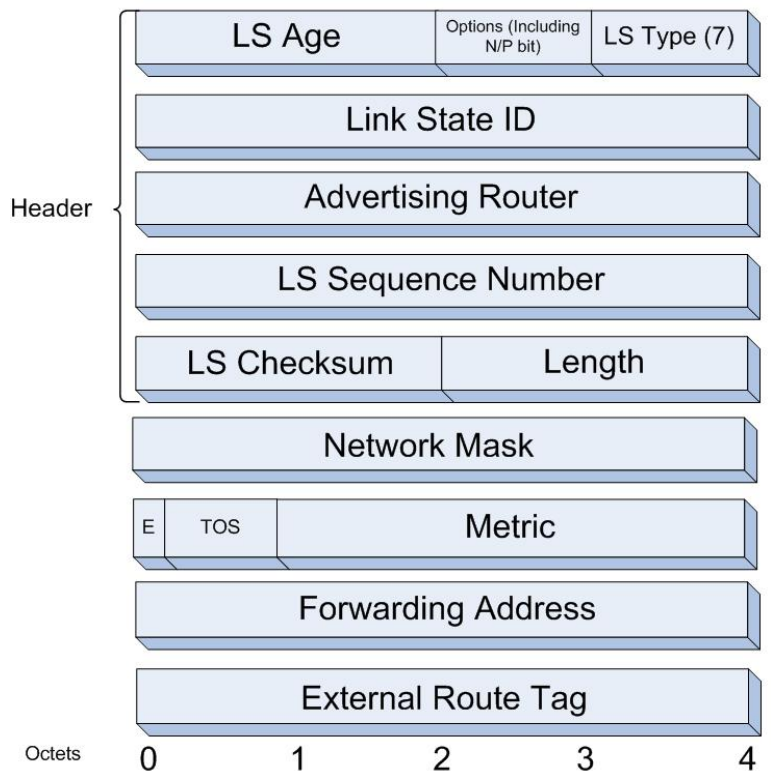 LS Age
Options (Including
N/P bit)
LS Type (7)
Link State ID
Header
Advertising Router
LS Sequence Number
LS Checksum
Length
Network Mask
E
TOS
Metric
Forwarding Address
External Route Tag
Octets 0 1 2 3 4